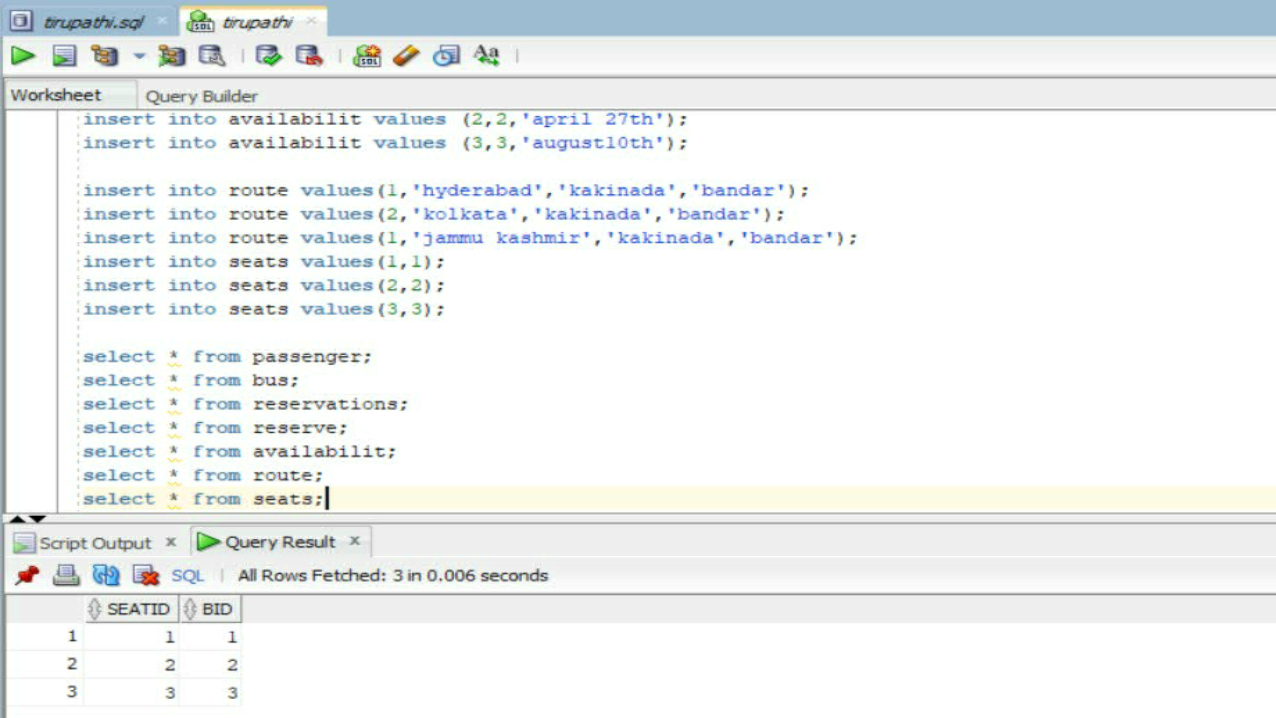 tirupathi.sql
tirupathi
Worksheet
Query Builder
insert into availabilit values (2,2,'april 27th');
insert into availabilit values (3,3,'august10th');
insert into route values(1,'hyderabad','kakinada','bandar');
insert into route values(2,'kolkata','kakinada','bandar');
insert into route values(1,'jammu kashmir','kakinada','bandar');
insert into seats values(1,1);
insert into seats values(2,2);
insert into seats values(3,3);
select * from passenger;
select * from bus;
select * from reservations;
select * from reserve;
select * from availabilit;
select * from route;
select * from seats;
Script Output x Query Result x
SQL All Rows Fetched: 3 in 0.006 seconds
SEATID BID
1 1 1
2 2 2
3 3 3